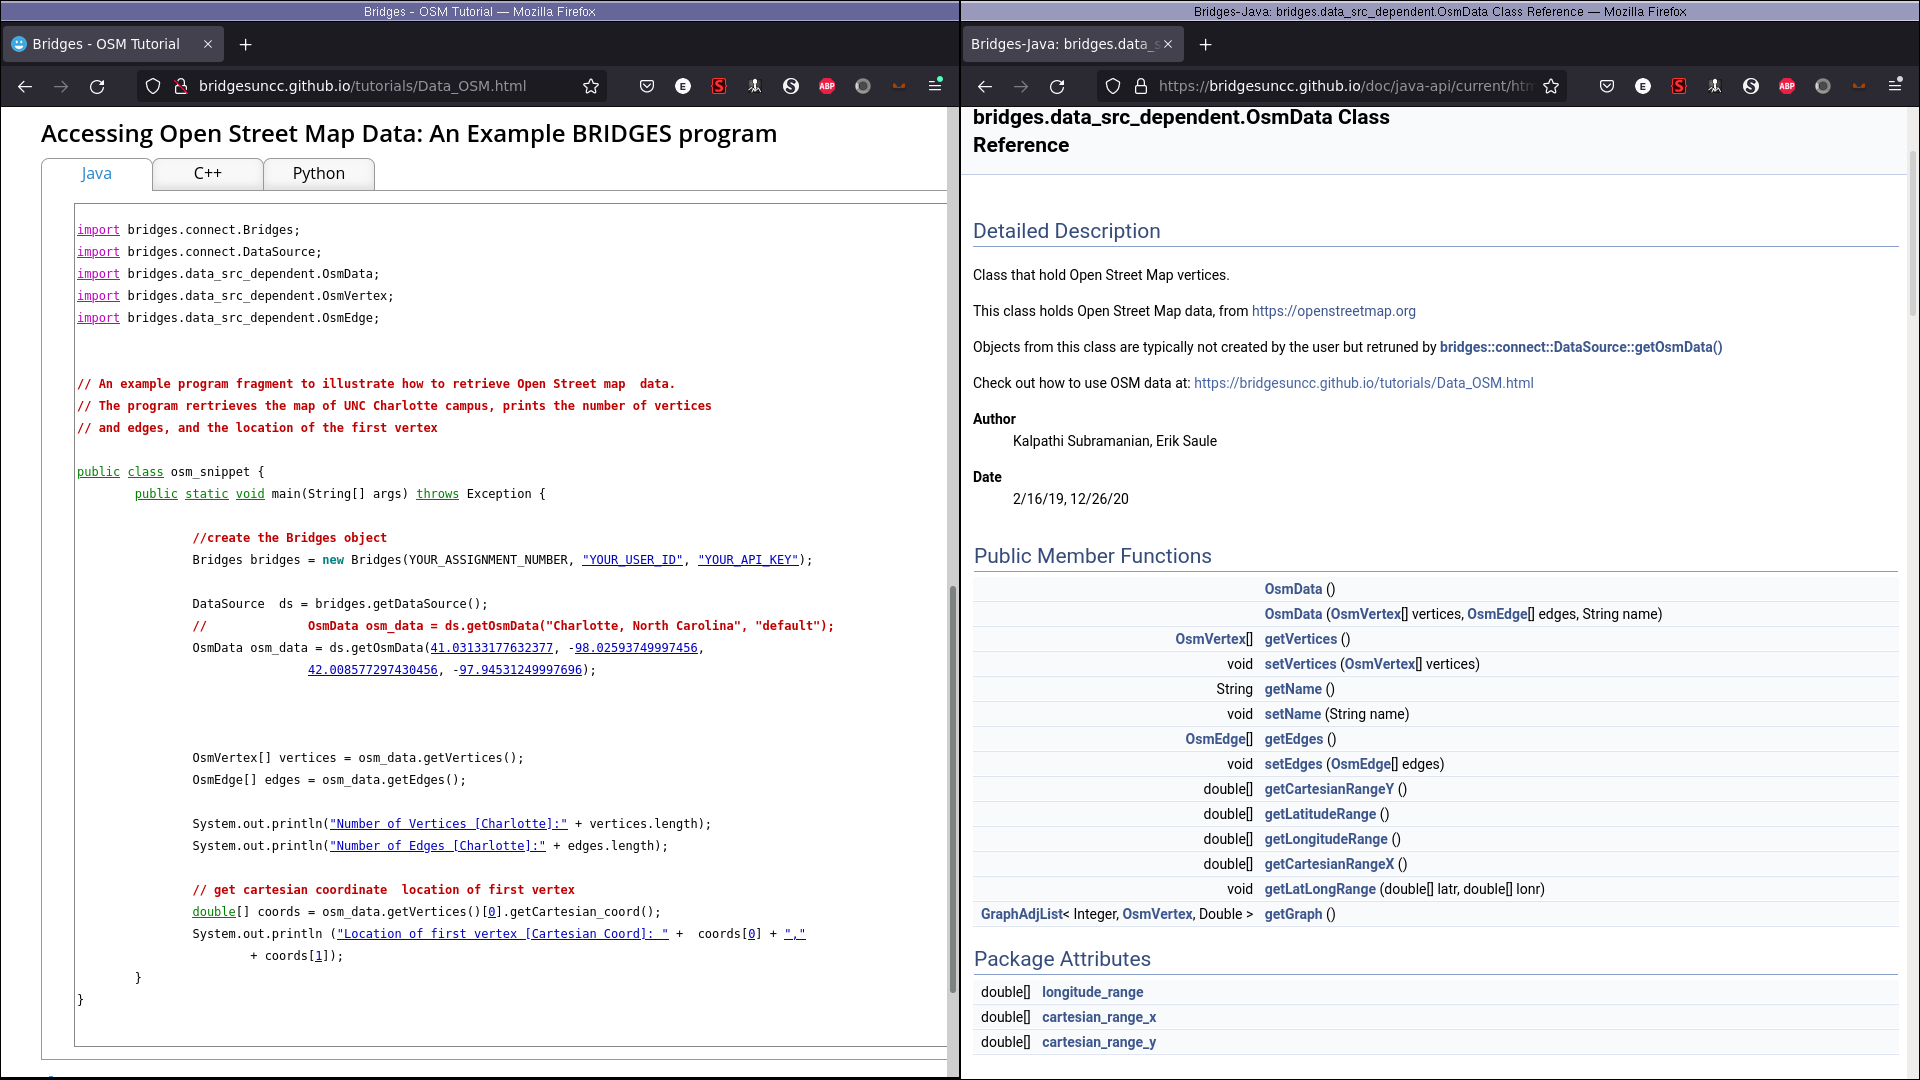 Bridges - OSM Tutorial — Mozilla Firefox
Bridges - OSM Tutorial
bridgesuncc.github.io/tutorials/Data_OSM.html
E
S
S
ABP
Accessing Open Street Map Data: An Example BRIDGES program
Java C++ Python
import bridges.connect.Bridges;
import bridges.connect.DataSource;
import bridges.data_src_dependent.OsmData;
import bridges.data_src_dependent.OsmVertex;
import bridges.data_src_dependent.OsmEdge;
// An example program fragment to illustrate how to retrieve Open Street map  data.
// The program rertrieves the map of UNC Charlotte campus, prints the number of vertices
// and edges, and the location of the first vertex
public class osm_snippet {
public static void main(String[] args) throws Exception {
//create the Bridges object
Bridges bridges = new Bridges(YOUR_ASSIGNMENT_NUMBER, "YOUR_USER_ID", "YOUR_API_KEY");
DataSource  ds = bridges.getDataSource();
//              OsmData osm_data = ds.getOsmData("Charlotte, North Carolina", "default");
OsmData osm_data = ds.getOsmData(41.03133177632377, -98.02593749997456,
42.008577297430456, -97.94531249997696);
OsmVertex[] vertices = osm_data.getVertices();
OsmEdge[] edges = osm_data.getEdges();
System.out.println("Number of Vertices [Charlotte]:" + vertices.length);
System.out.println("Number of Edges [Charlotte]:" + edges.length);
// get cartesian coordinate  location of first vertex
double[] coords = osm_data.getVertices()[0].getCartesian_coord();
System.out.println ("Location of first vertex [Cartesian Coord]: " +  coords[0] + ","
+ coords[1]);
}
}
Bridges-Java: bridges.data_src_dependent.OsmData Class Reference — Mozilla Firefox
Bridges-Java: bridges.data_s
https://bridgesuncc.github.io/doc/java-api/current/htm
E
S
S
ABP
bridges.data_src_dependent.OsmData Class
Reference
Detailed Description
Class that hold Open Street Map vertices.
This class holds Open Street Map data, from https://openstreetmap.org
Objects from this class are typically not created by the user but retruned by bridges::connect::DataSource::getOsmData()
Check out how to use OSM data at: https://bridgesuncc.github.io/tutorials/Data_OSM.html
Author
Kalpathi Subramanian, Erik Saule
Date
2/16/19, 12/26/20
Public Member Functions
OsmData ()
OsmData (OsmVertex[] vertices, OsmEdge[] edges, String name)
OsmVertex[] getVertices ()
void setVertices (OsmVertex[] vertices)
String getName ()
void setName (String name)
OsmEdge[] getEdges ()
void setEdges (OsmEdge[] edges)
double[] getCartesianRangeY ()
double[] getLatitudeRange ()
double[] getLongitudeRange ()
double[] getCartesianRangeX ()
void getLatLongRange (double[] latr, double[] lonr)
GraphAdjList< Integer, OsmVertex, Double > getGraph ()
Package Attributes
double[] longitude_range
double[] cartesian_range_x
double[] cartesian_range_y